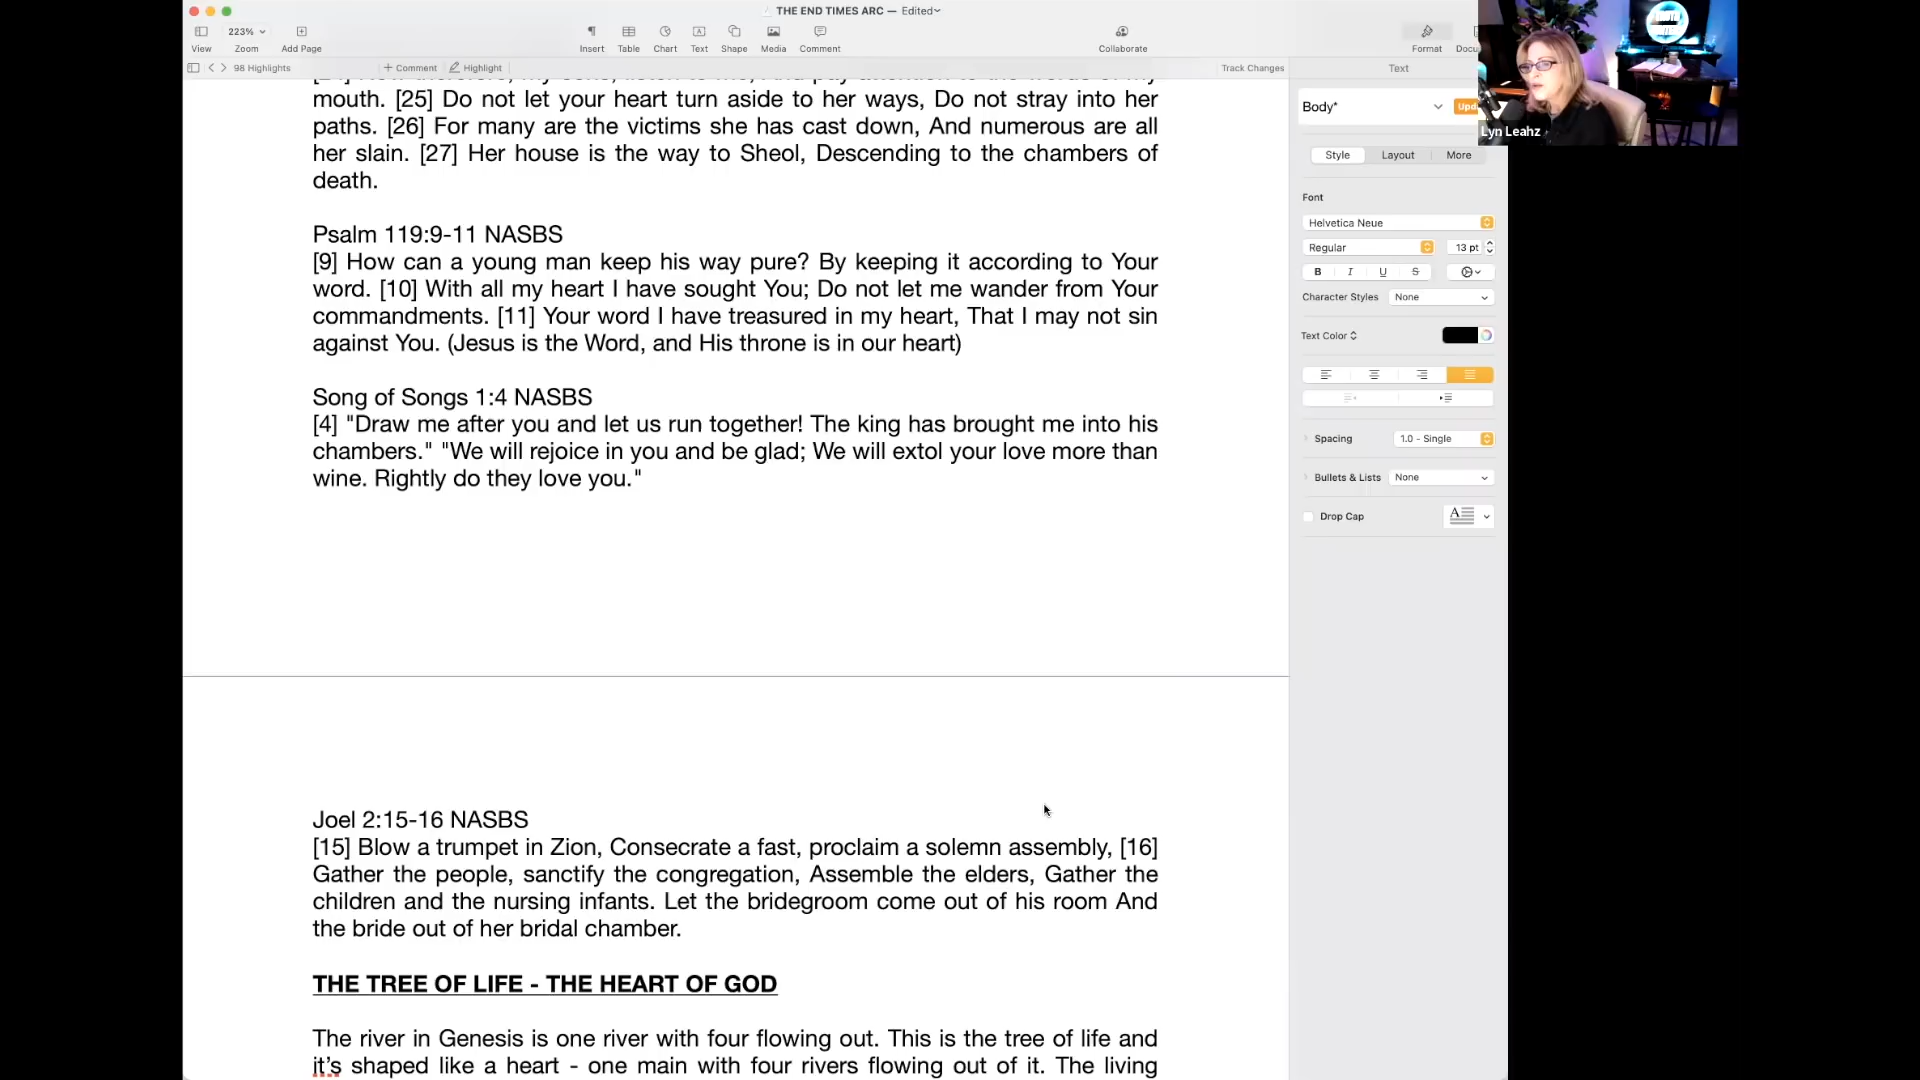 THE END TIMES ARC — Edited
223%
View
Zoom
Add Page
Insert
Table
Chart
Text
Shape
Media
Comment
Collaborate
Format
98 Highlights
Comment
Highlight
Track Changes
Text
mouth. [25] Do not let your heart turn aside to her ways, Do not stray into her
paths. [26] For many are the victims she has cast down, And numerous are all
her slain. [27] Her house is the way to Sheol, Descending to the chambers of
death.
Psalm 119:9-11 NASBS
[9] How can a young man keep his way pure? By keeping it according to Your
word. [10] With all my heart I have sought You; Do not let me wander from Your
commandments. [11] Your word I have treasured in my heart, That I may not sin
against You. (Jesus is the Word, and His throne is in our heart)
Song of Songs 1:4 NASBS
[4] "Draw me after you and let us run together! The king has brought me into his
chambers." "We will rejoice in you and be glad; We will extol your love more than
wine. Rightly do they love you."
Joel 2:15-16 NASBS
[15] Blow a trumpet in Zion, Consecrate a fast, proclaim a solemn assembly, [16]
Gather the people, sanctify the congregation, Assemble the elders, Gather the
children and the nursing infants. Let the bridegroom come out of his room And
the bride out of her bridal chamber.
THE TREE OF LIFE - THE HEART OF GOD
The river in Genesis is one river with four flowing out. This is the tree of life and
it's shaped like a heart - one main with four rivers flowing out of it. The living
Lyn Leahz
Body*
Style
Layout
More
Font
Helvetica Neue
Regular
13 pt
B I U S
Character Styles
None
Text Color
Spacing
1.0 - Single
Bullets & Lists
None
Drop Cap